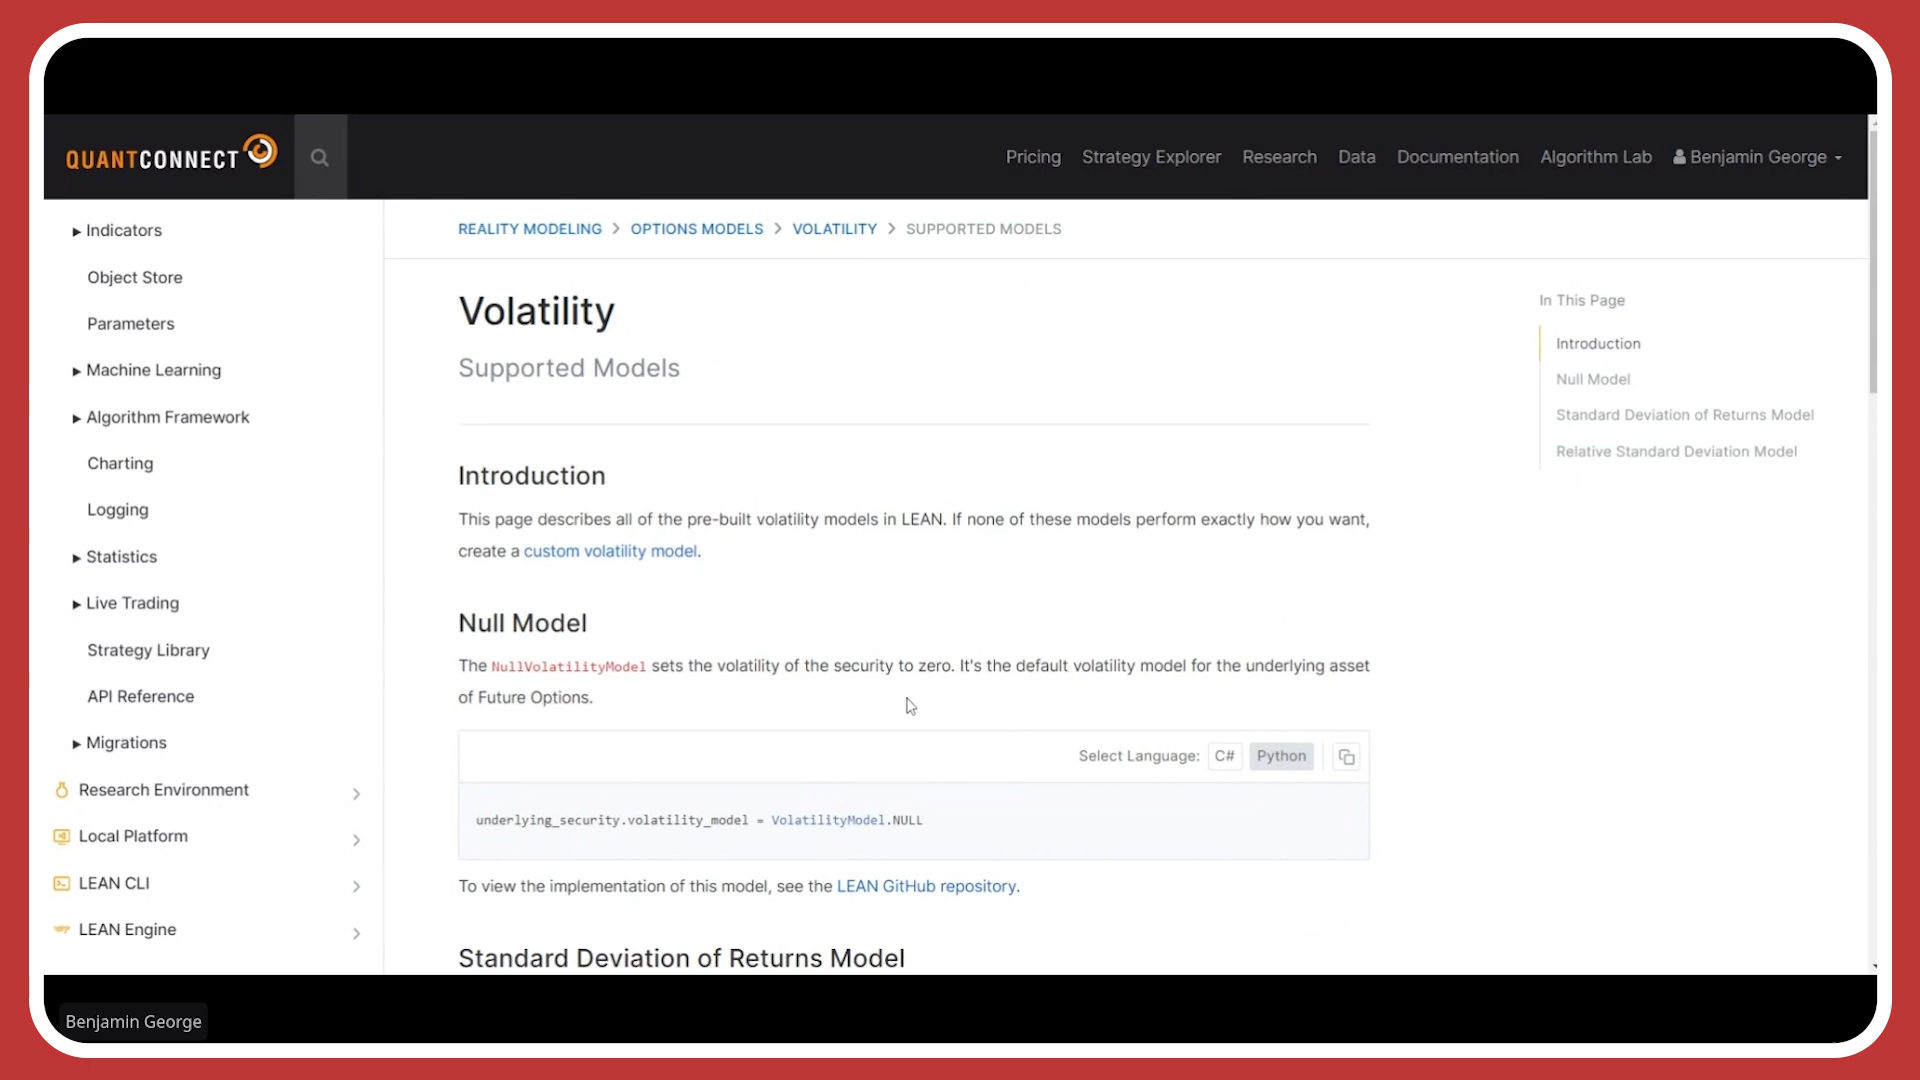 QUANTCONNECT
Pricing Strategy Explorer Research Data Documentation Algorithm Lab Benjamin George
Indicators
Object Store
Parameters
Machine Learning
Algorithm Framework
Charting
Logging
Statistics
Live Trading
Strategy Library
API Reference
Migrations
Research Environment
Local Platform
LEAN CLI
LEAN Engine
REALITY MODELING > OPTIONS MODELS > VOLATILITY > SUPPORTED MODELS
Volatility
Supported Models
Introduction
This page describes all of the pre-built volatility models in LEAN. If none of these models perform exactly how you want,
create a custom volatility model.
Null Model
The NullVolatilityModel sets the volatility of the security to zero. It's the default volatility model for the underlying asset
of Future Options.
Select Language: C# Python
underlying_security.volatility_model = VolatilityModel.NULL
To view the implementation of this model, see the LEAN GitHub repository.
Standard Deviation of Returns Model
In This Page
Introduction
Null Model
Standard Deviation of Returns Model
Relative Standard Deviation Model
Benjamin George